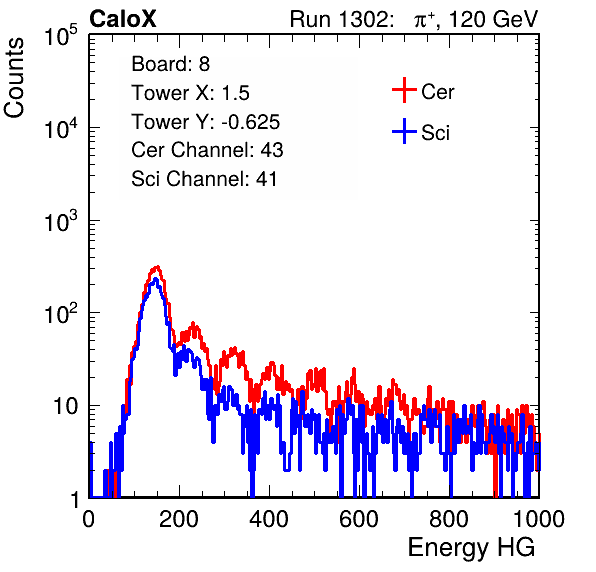 CaloX Run 1302: π⁺, 120 GeV
Counts
Board: 8
Tower X: 1.5
Tower Y: -0.625
Cer Channel: 43
Sci Channel: 41
Cer
Sci
10⁵
10⁴
10³
10²
10
1
0 200 400 600 800 1000
Energy HG